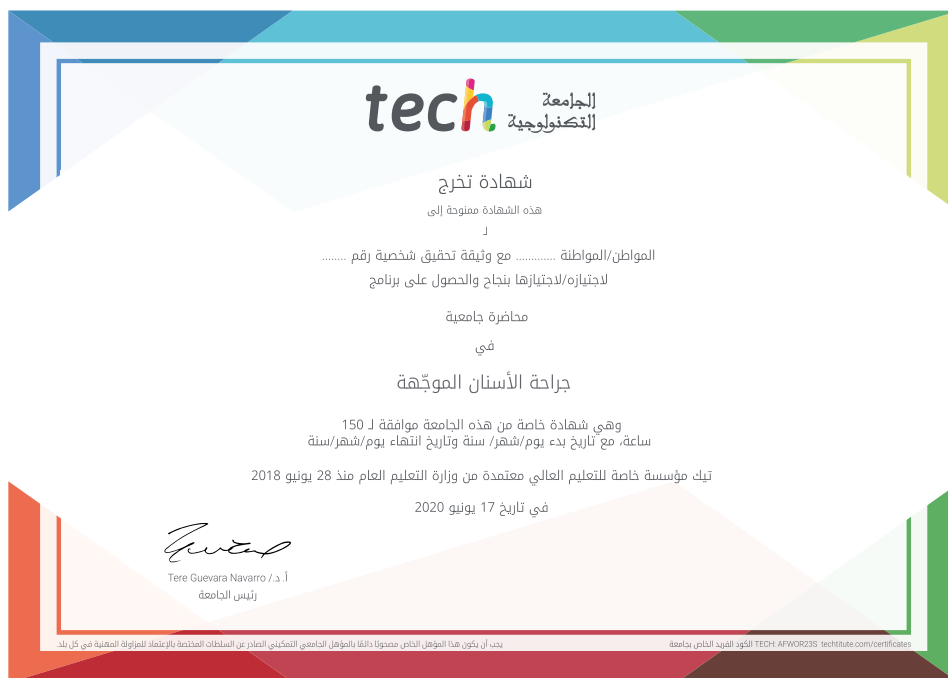 tech الجامعة
التكنولوجية
شهادة تخرج
هذه الشهادة ممنوحة إلى
لـ
المواطن/المواطنة ............ مع وثيقة تحقيق شخصية رقم ........
لاجتيازه/لاجتيازها بنجاح والحصول على برنامج
محاضرة جامعية
في
جراحة الأسنان الموجّهة
وهي شهادة خاصة من هذه الجامعة موافقة لـ 150
ساعة، مع تاريخ بدء يوم/شهر/ سنة وتاريخ انتهاء يوم/شهر/سنة
تيك مؤسسة خاصة للتعليم العالي معتمدة من وزارة التعليم العام منذ 28 يونيو 2018
في تاريخ 17 يونيو 2020
أ. د./ Tere Guevara Navarro
رئيس الجامعة
يجب أن يكون هذا المؤهل الخاص مصحوبًا دائمًا بالمؤهل الجامعي التمكيني الصادر عن السلطات المختصة بالإعتماد للمزاولة المهنية في كل بلد.
الكود الفريد الخاص بجامعة TECH: AFWOR23S techtitute.com/certificates